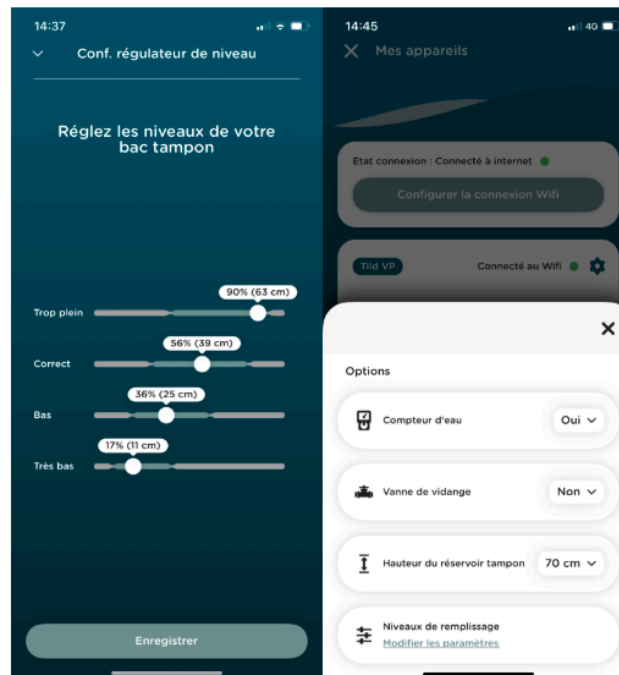 14:37
Conf. régulateur de niveau
Réglez les niveaux de votre
bac tampon
90% (63 cm)
Trop plein
56% (39 cm)
Correct
36% (25 cm)
Bas
17% (11 cm)
Très bas
Enregistrer
14:45
4G
Mes appareils
État connexion : Connecté à internet
Configurer la connexion Wifi
Tild VP
Connecté au Wifi
Options
Compteur d'eau
Oui
Vanne de vidange
Non
Hauteur du réservoir tampon
70 cm
Niveaux de remplissage
Modifier les paramètres